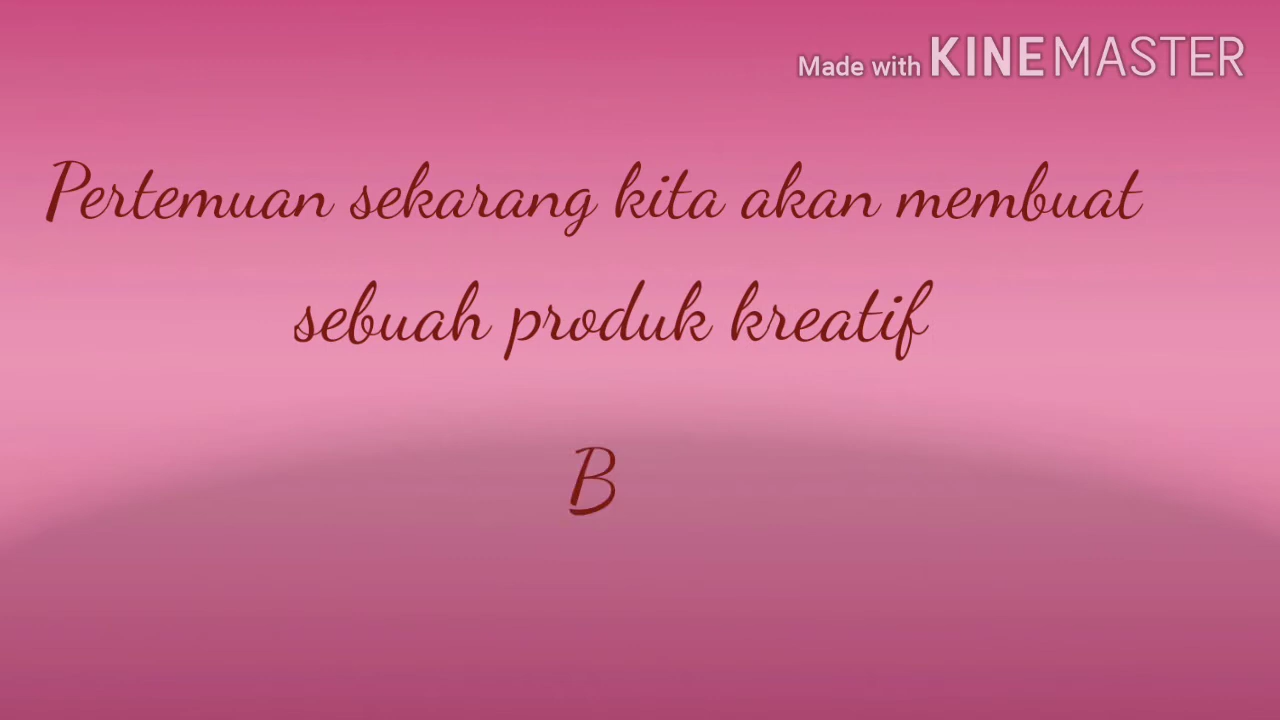 Made with KINEMASTER
Pertemuan sekarang kita akan membuat
sebuah produk kreatif
B